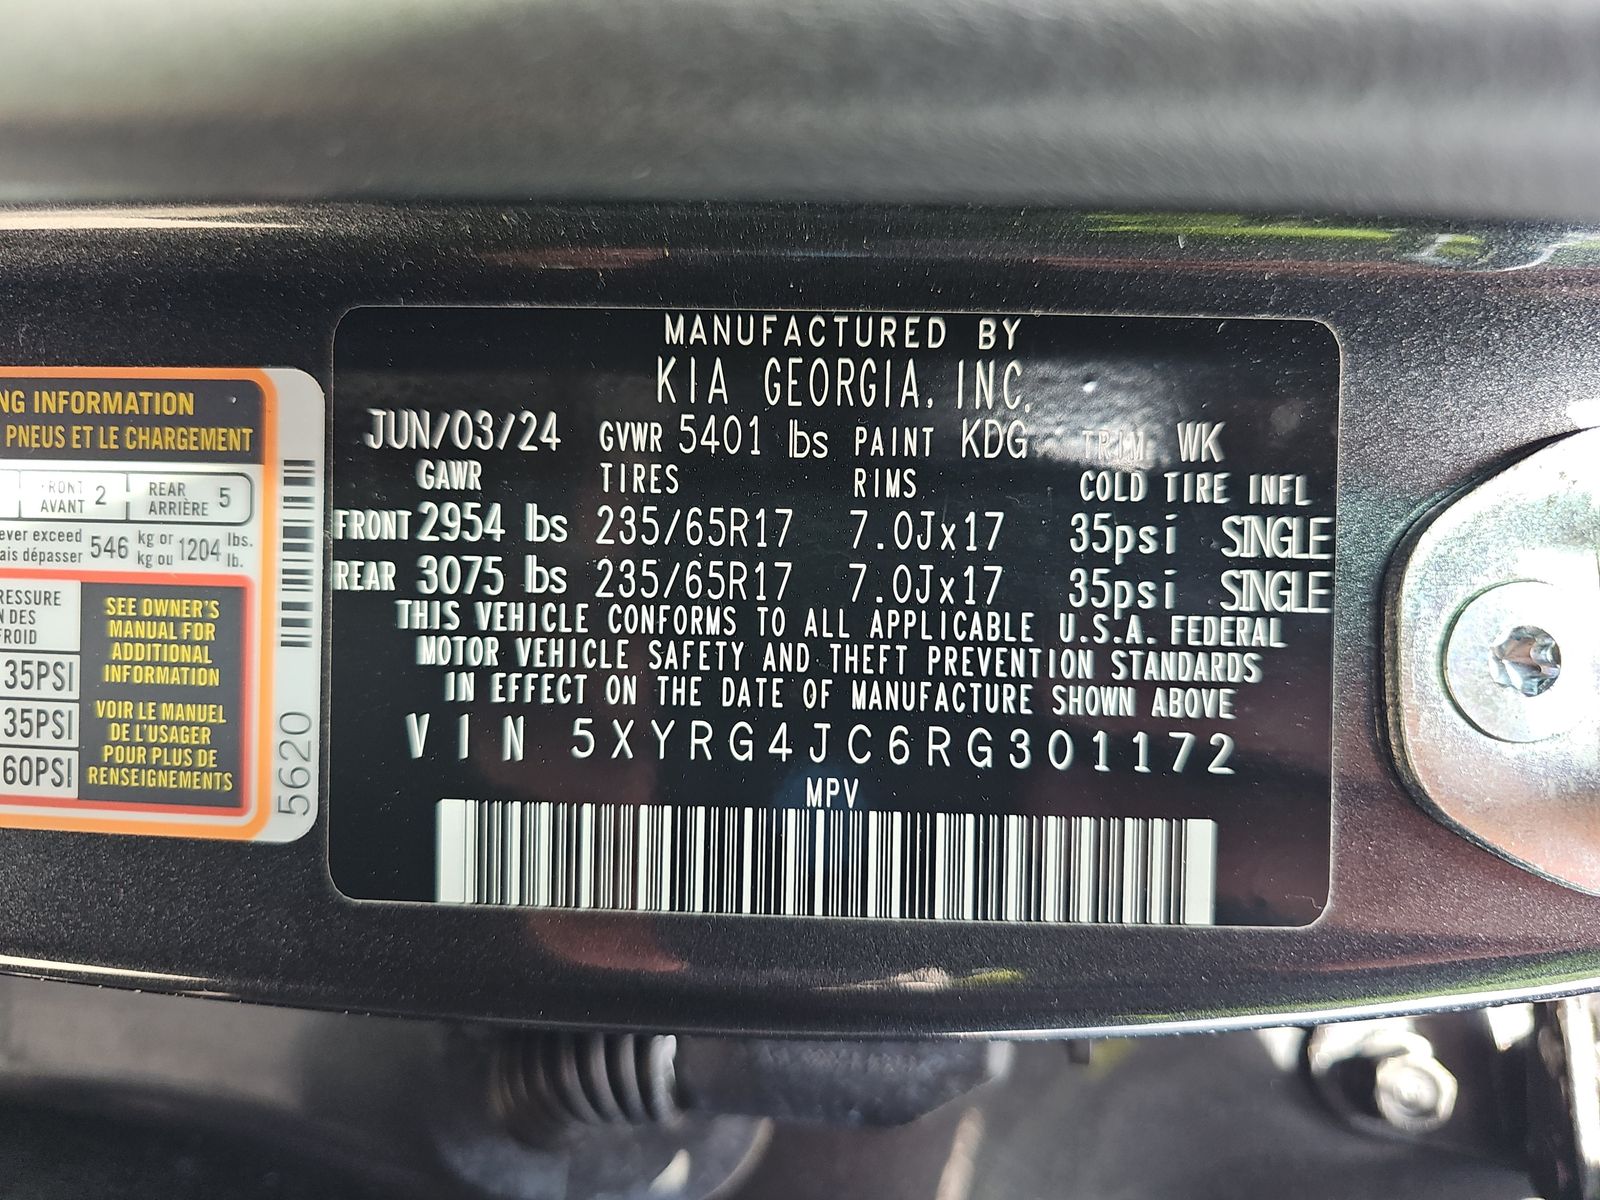 NG INFORMATION
PNEUS ET LE CHARGEMENT
FRONT AVANT 2 REAR ARRIÈRE 5
ever exceed
ais dépasser 546 kg or kg ou 1204 lbs. lb.
RESSURE
N DES
FROID
35PSI
35PSI
60PSI
SEE OWNER'S
MANUAL FOR
ADDITIONAL
INFORMATION
VOIR LE MANUEL
DE L'USAGER
POUR PLUS DE
RENSEIGNEMENTS
5620
MANUFACTURED BY
KIA GEORGIA, INC.
JUN/03/24 GVWR 5401 lbs PAINT KDG TRIM WK
GAWR TIRES RIMS COLD TIRE INFL
FRONT 2954 lbs 235/65R17 7.0Jx17 35psi SINGLE
REAR 3075 lbs 235/65R17 7.0Jx17 35psi SINGLE
THIS VEHICLE CONFORMS TO ALL APPLICABLE U.S.A. FEDERAL
MOTOR VEHICLE SAFETY AND THEFT PREVENTION STANDARDS
IN EFFECT ON THE DATE OF MANUFACTURE SHOWN ABOVE
VIN 5XYRG4JC6RG301172
MPV